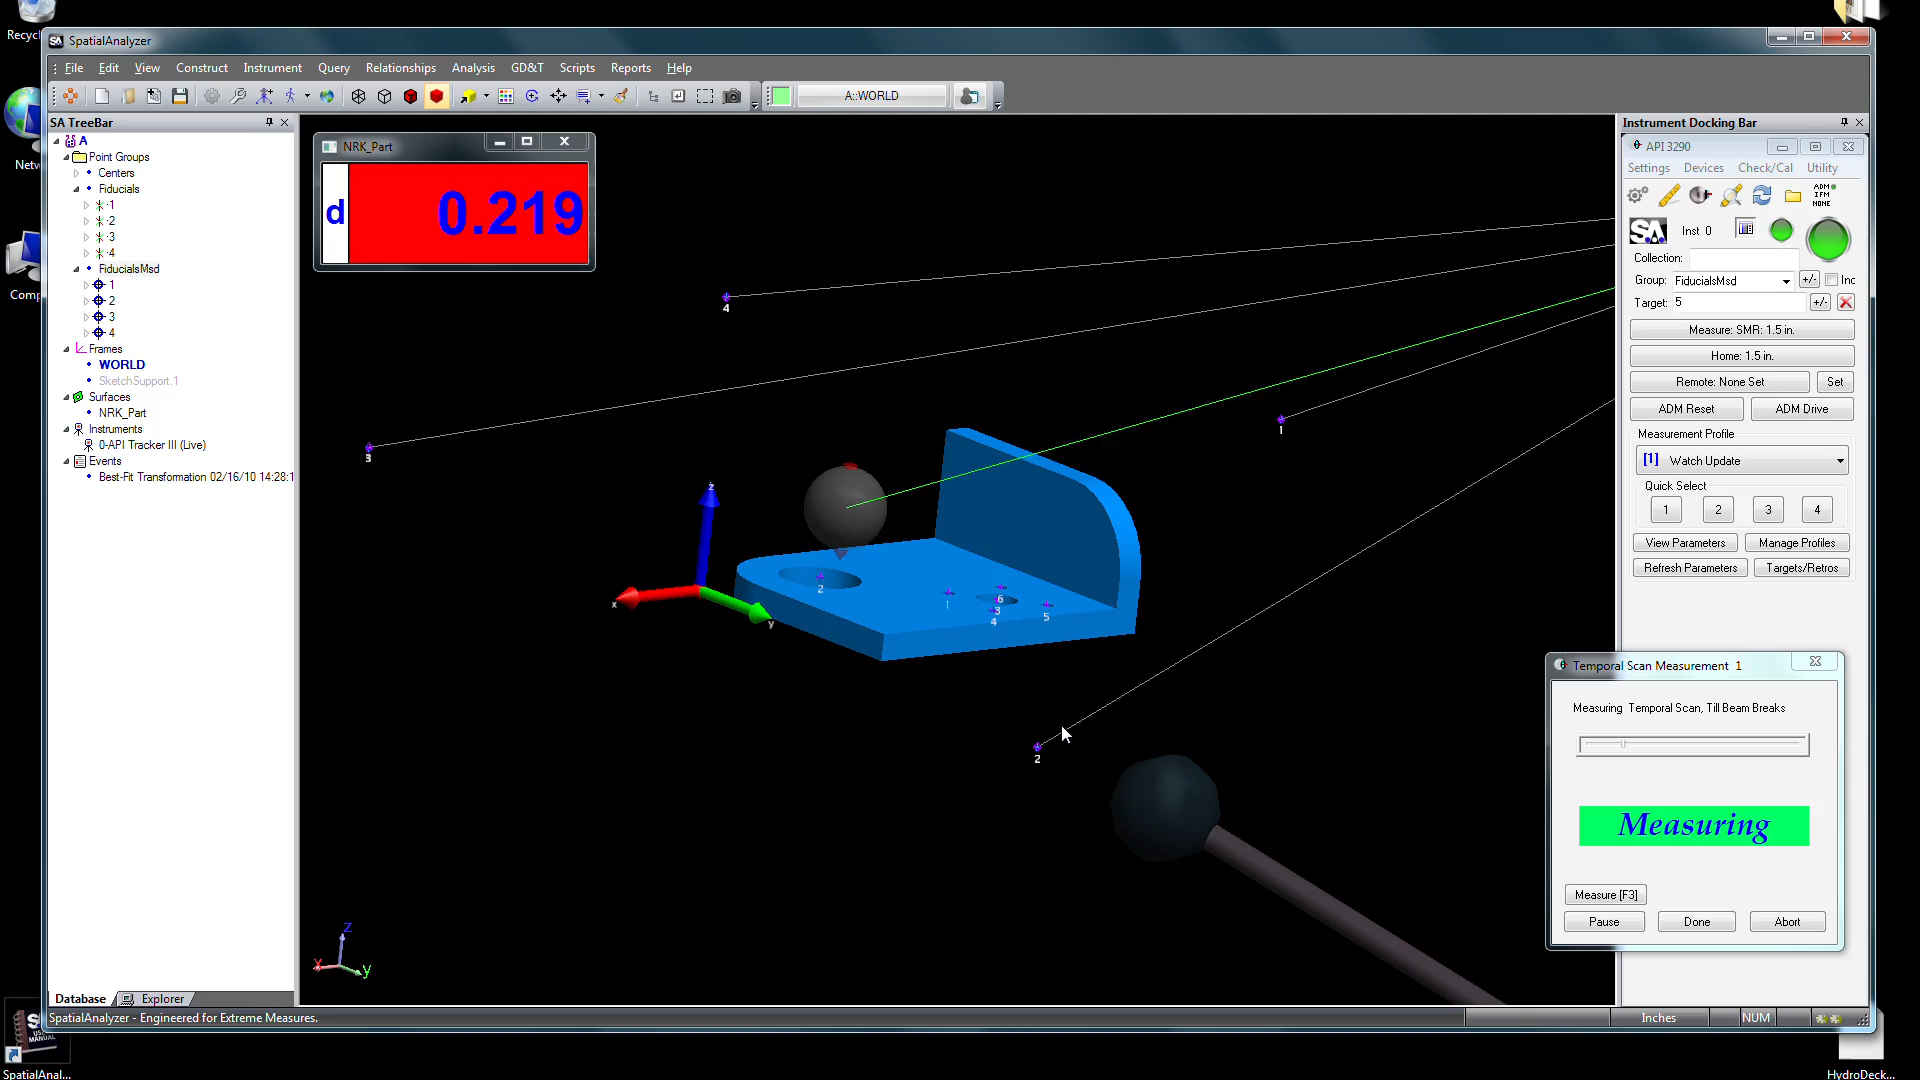 Recycl
SpatialAnalyzer
File Edit View Construct Instrument Query Relationships Analysis GD&T Scripts Reports Help
A::WORLD
SA TreeBar
A
Point Groups
Centers
Fiducials
1
2
3
4
FiducialsMsd
1
2
3
4
Frames
WORLD
SketchSupport.1
Surfaces
NRK_Part
Instruments
0-API Tracker III (Live)
Events
Best-Fit Transformation 02/16/10 14:28:1
Database Explorer
SpatialAnalyzer - Engineered for Extreme Measures.
Inches NUM
Netw
Comp
SpatialAnal...
HydroDeck...
NRK_Part
d 0.219
4
3
1
2
z
x
y
2
1
6
3
4
5
Z
X
y
Instrument Docking Bar
API 3290
Settings Devices Check/Cal Utility
ADM
IFM
NONE
SA Inst 0
Collection:
Group: FiducialsMsd +/- Inc
Target: 5 +/-
Measure: SMR: 1.5 in.
Home: 1.5 in.
Remote: None Set Set
ADM Reset ADM Drive
Measurement Profile
[1] Watch Update
Quick Select
1 2 3 4
View Parameters Manage Profiles
Refresh Parameters Targets/Retros
Temporal Scan Measurement 1
Measuring Temporal Scan, Till Beam Breaks
Measuring
Measure [F3]
Pause Done Abort